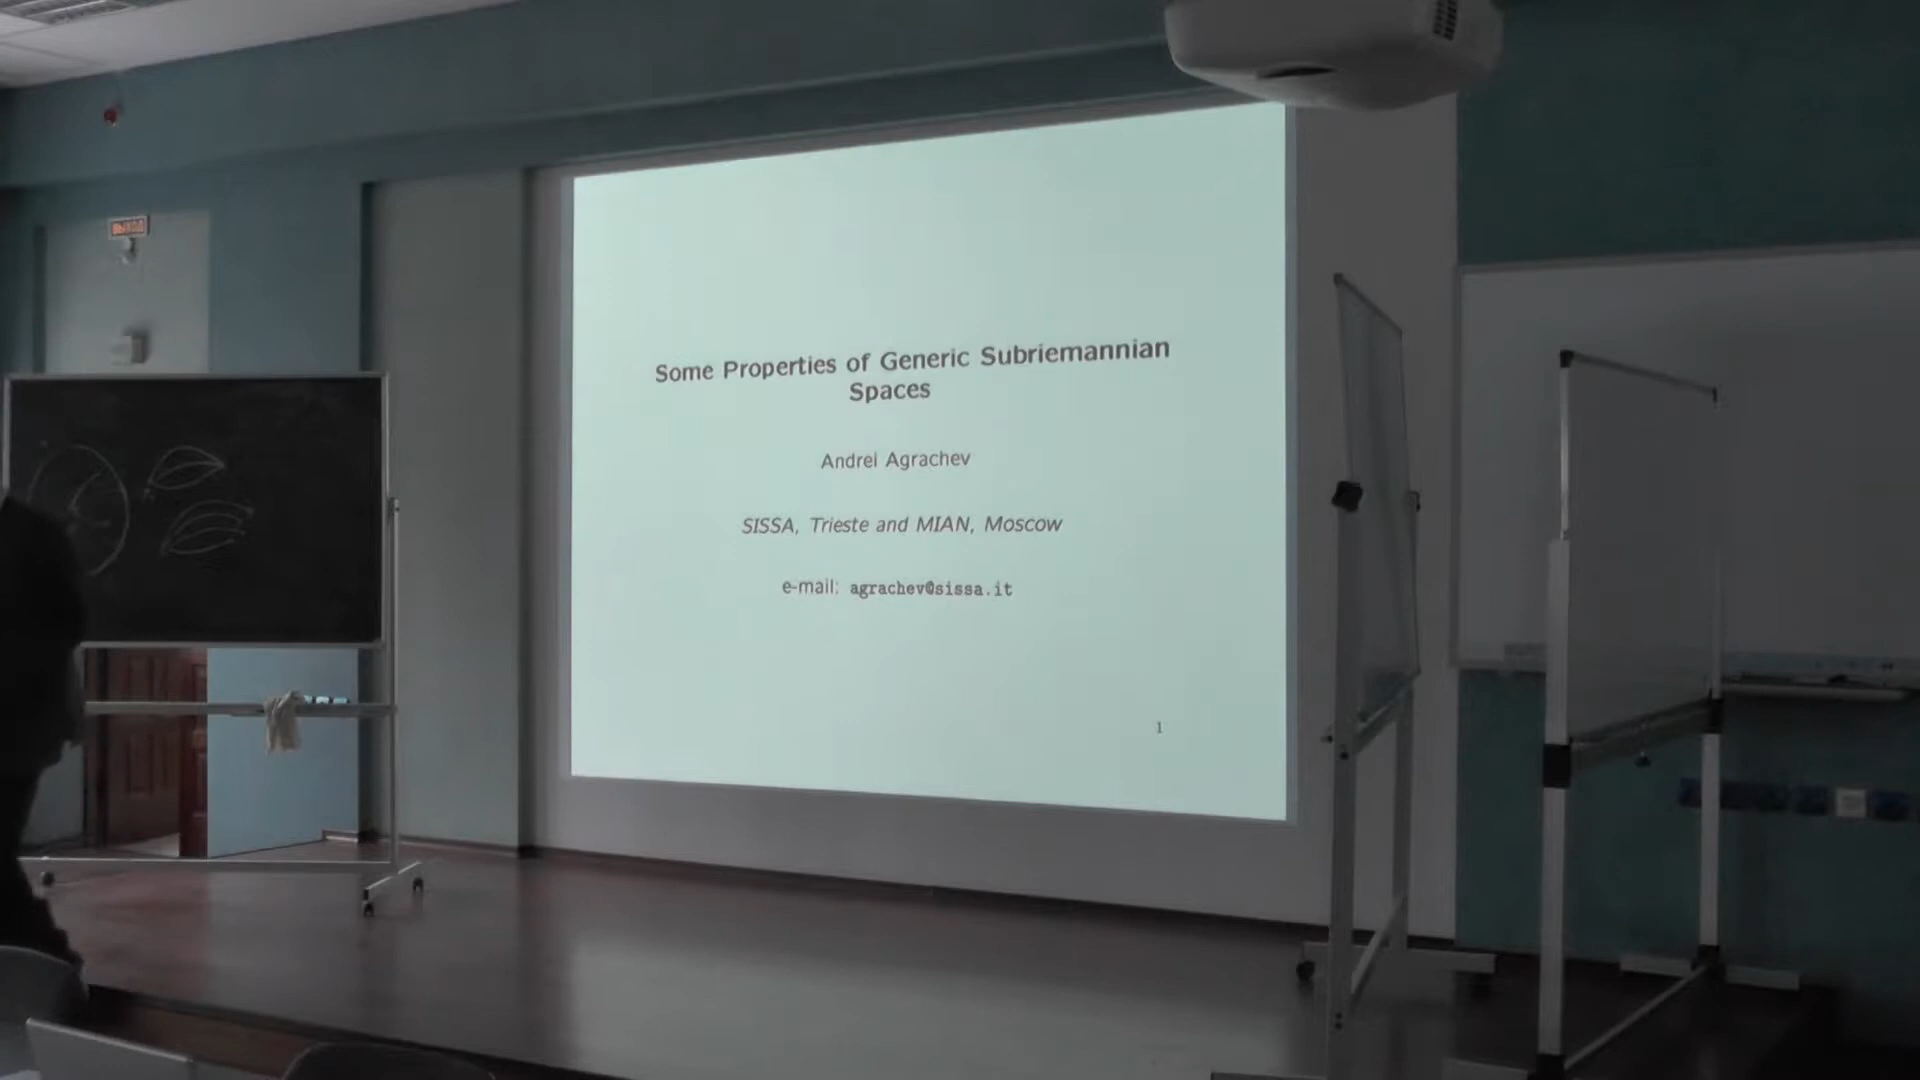 Some Properties of Generic Subriemannian
Spaces
Andrei Agrachev
SISSA, Trieste and MIAN, Moscow
e-mail: agrachev@sissa.it
1